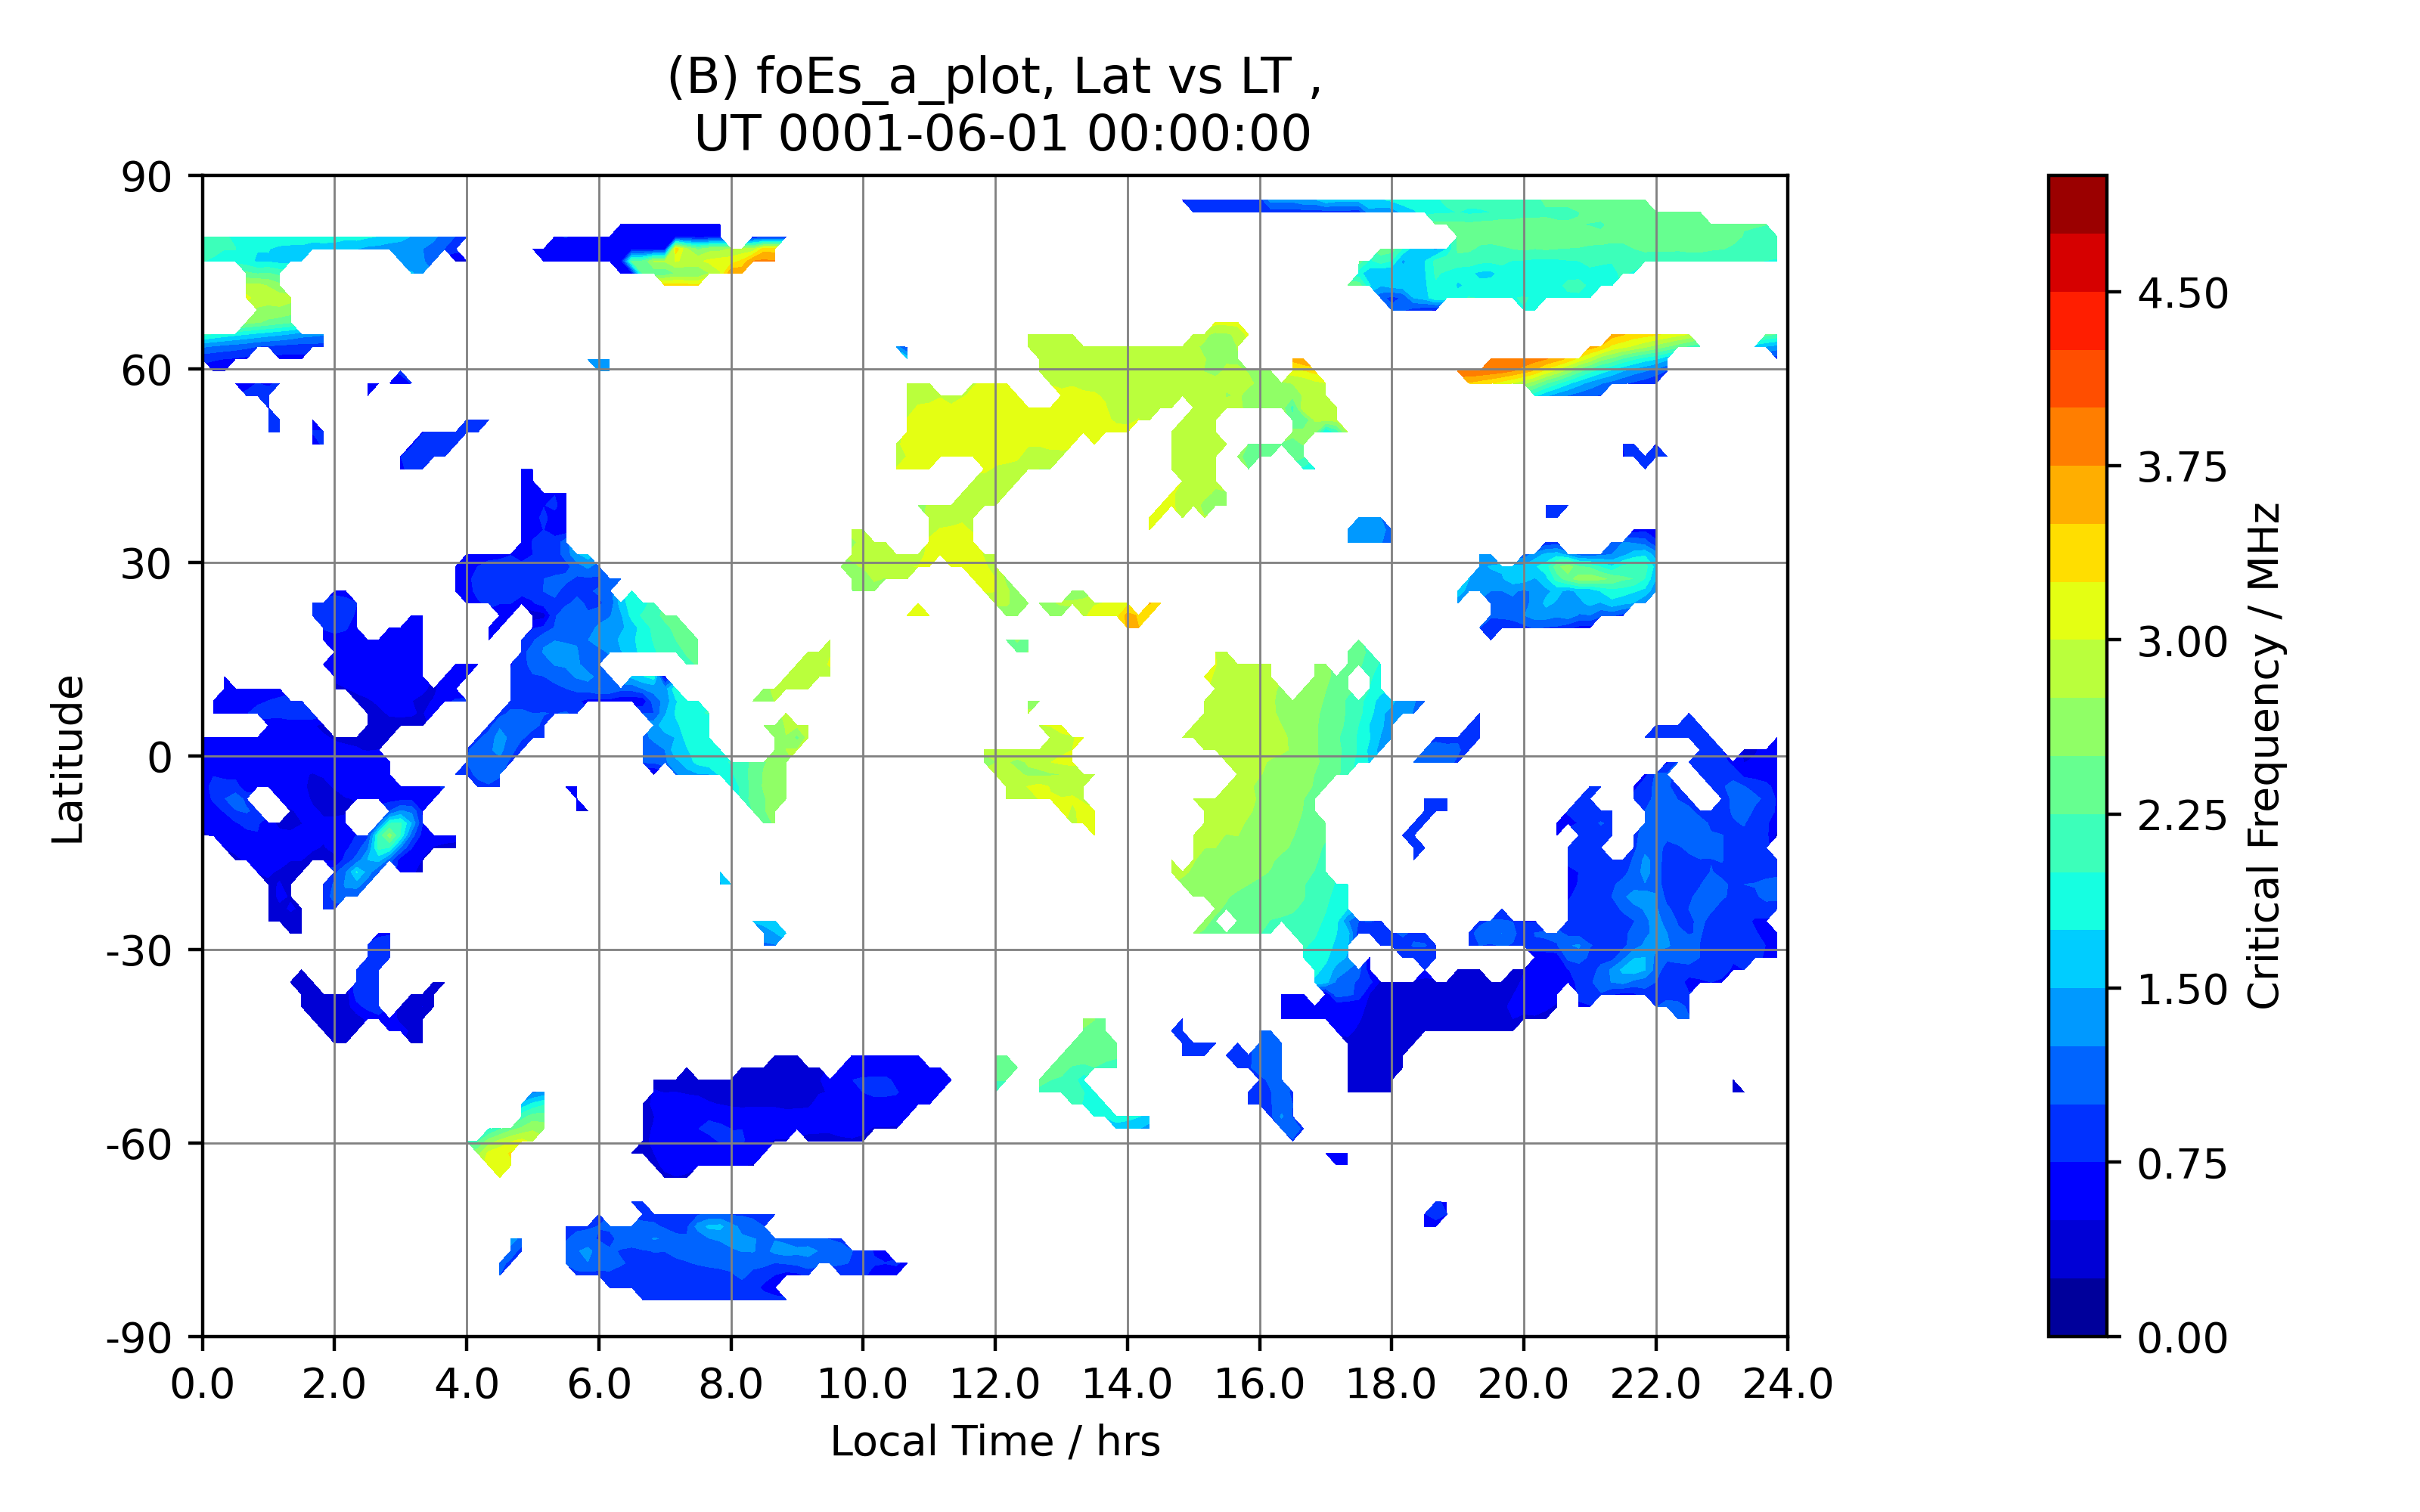 (B) foEs_a_plot, Lat vs LT ,
UT 0001-06-01 00:00:00
90
60
30
0
-30
-60
-90
Latitude
0.0 2.0 4.0 6.0 8.0 10.0 12.0 14.0 16.0 18.0 20.0 22.0 24.0
Local Time / hrs
4.50
3.75
3.00
2.25
1.50
0.75
0.00
Critical Frequency / MHz